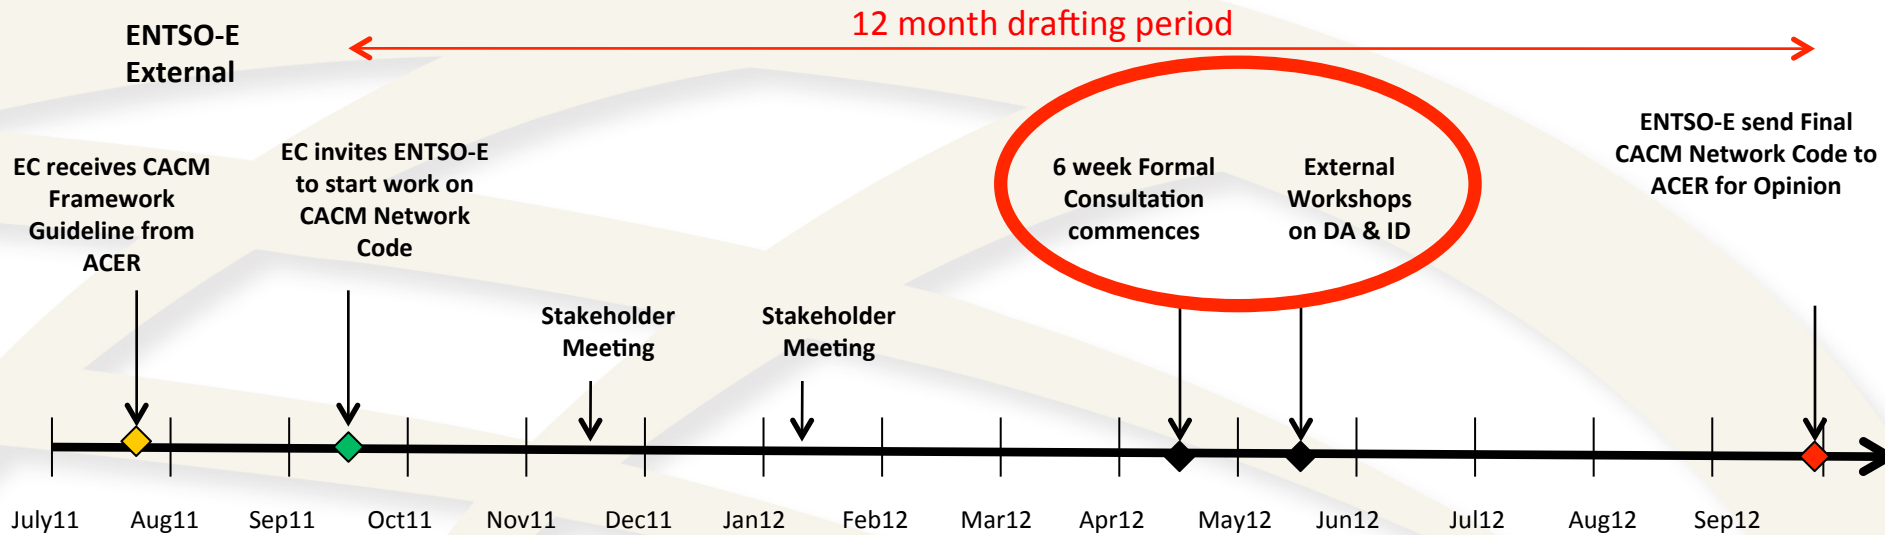 12 month drafting period
ENTSO-E
External
EC receives CACM
Framework
Guideline from
ACER
EC invites ENTSO-E
to start work on
CACM Network
Code
Stakeholder
Meeting
Stakeholder
Meeting
6 week Formal
Consultation
commences
External
Workshops
on DA & ID
ENTSO-E send Final
CACM Network Code to
ACER for Opinion
July11 Aug11 Sep11 Oct11 Nov11 Dec11 Jan12 Feb12 Mar12 Apr12 May12 Jun12 Jul12 Aug12 Sep12